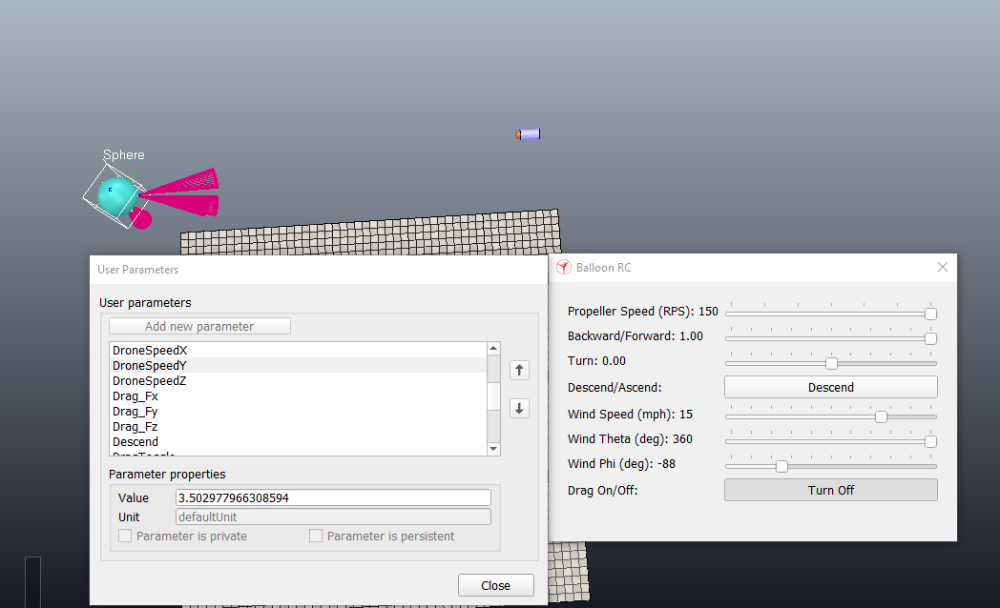 Sphere
User Parameters
User parameters
Add new parameter
DroneSpeedX
DroneSpeedY
DroneSpeedZ
Drag_Fx
Drag_Fy
Drag_Fz
Descend
DragToggle
Parameter properties
Value 3.502977966308594
Unit defaultUnit
Parameter is private Parameter is persistent
Close
Balloon RC
Propeller Speed (RPS): 150
Backward/Forward: 1.00
Turn: 0.00
Descend/Ascend: Descend
Wind Speed (mph): 15
Wind Theta (deg): 360
Wind Phi (deg): -88
Drag On/Off: Turn Off